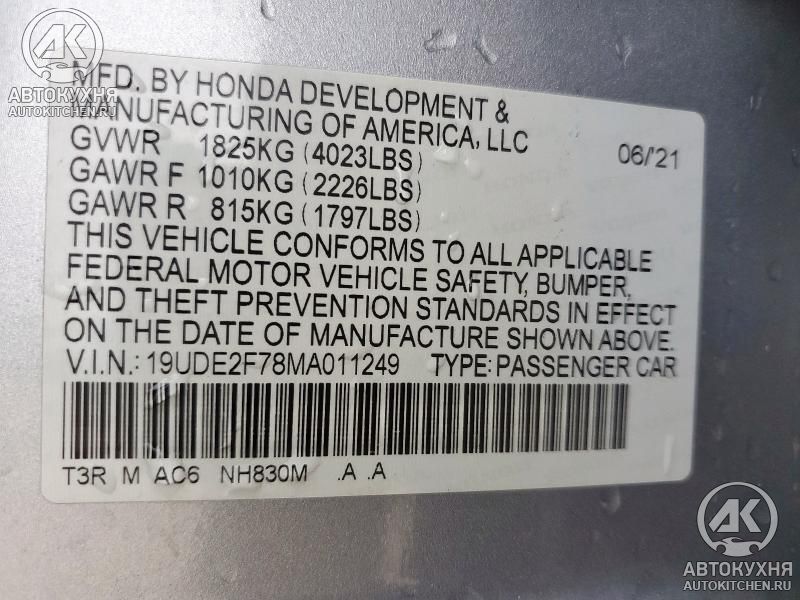 AK
АВТОКУХНЯ
AUTOKITCHEN.RU
MFD. BY HONDA DEVELOPMENT &
MANUFACTURING OF AMERICA, LLC
GVWR 1825KG (4023LBS) 06/'21
GAWR F 1010KG (2226LBS)
GAWR R 815KG (1797LBS)
THIS VEHICLE CONFORMS TO ALL APPLICABLE
FEDERAL MOTOR VEHICLE SAFETY, BUMPER,
AND THEFT PREVENTION STANDARDS IN EFFECT
ON THE DATE OF MANUFACTURE SHOWN ABOVE.
V.I.N.: 19UDE2F78MA011249 TYPE: PASSENGER CAR
T3R M AC6 NH830M .A .A
AK
АВТОКУХНЯ
AUTOKITCHEN.RU